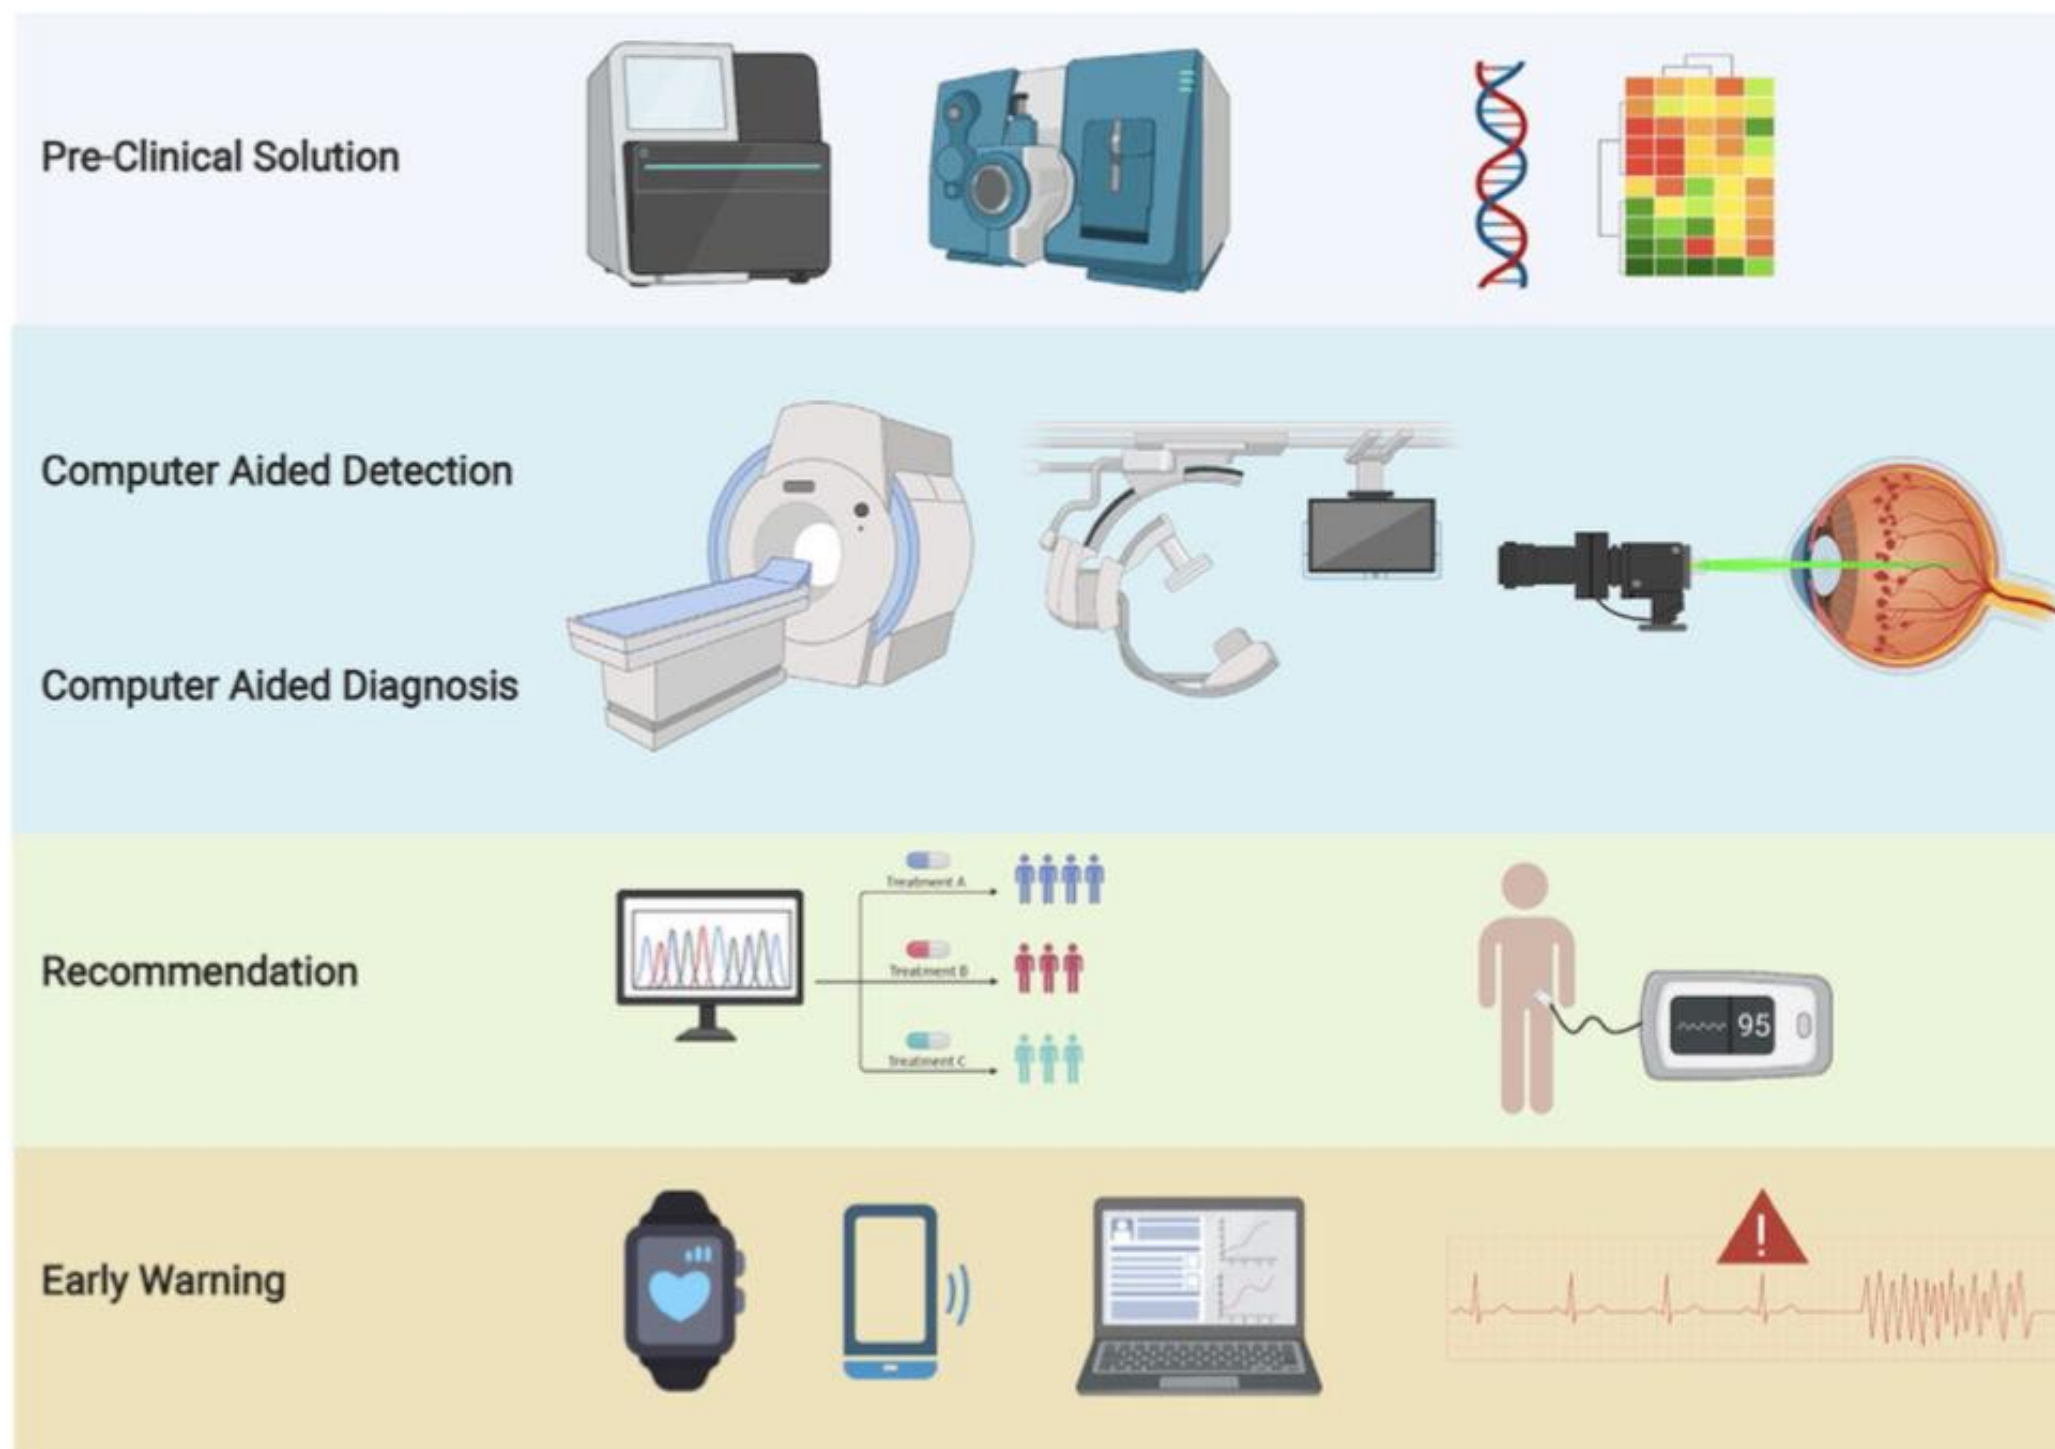 Pre-Clinical Solution
Computer Aided Detection
Computer Aided Diagnosis
Treatment A
Treatment B
Treatment C
Recommendation
95
Early Warning
!